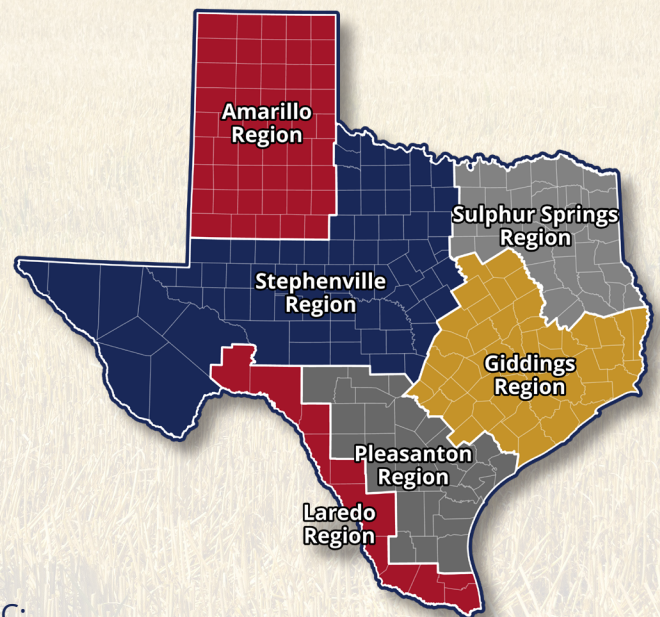 Amarillo
Region
Sulphur Springs
Region
Stephenville
Region
Giddings
Region
Pleasanton
Region
Laredo
Region
C: